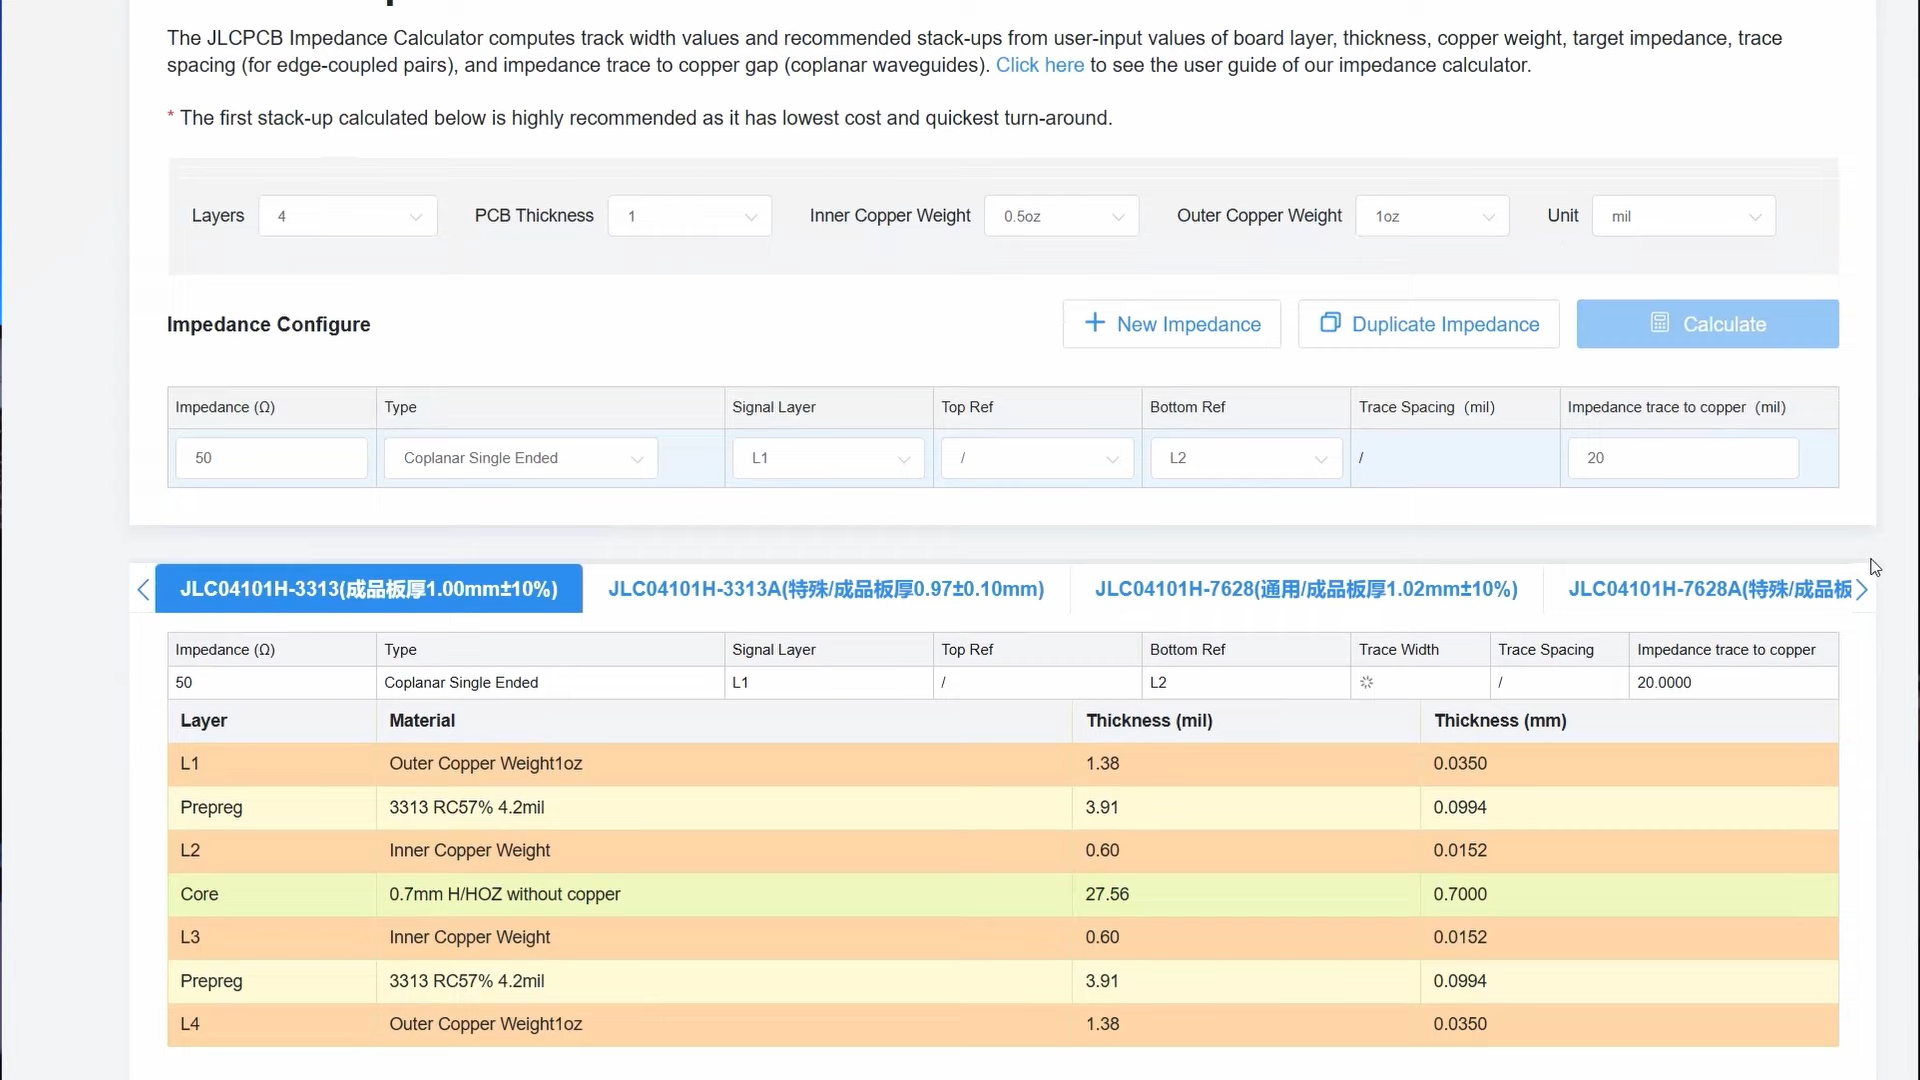 The JLCPCB Impedance Calculator computes track width values and recommended stack-ups from user-input values of board layer, thickness, copper weight, target impedance, trace
spacing (for edge-coupled pairs), and impedance trace to copper gap (coplanar waveguides). Click here to see the user guide of our impedance calculator.
* The first stack-up calculated below is highly recommended as it has lowest cost and quickest turn-around.
Layers 4 PCB Thickness 1 Inner Copper Weight 0.5oz Outer Copper Weight 1oz Unit mil
Impedance Configure New Impedance Duplicate Impedance Calculate
Impedance (Ω) Type Signal Layer Top Ref Bottom Ref Trace Spacing (mil) Impedance trace to copper (mil)
50 Coplanar Single Ended L1 / L2 / 20
JLC04101H-3313(成品板厚1.00mm±10%) JLC04101H-3313A(特殊/成品板厚0.97±0.10mm) JLC04101H-7628(通用/成品板厚1.02mm±10%) JLC04101H-7628A(特殊/成品板
Impedance (Ω) Type Signal Layer Top Ref Bottom Ref Trace Width Trace Spacing Impedance trace to copper
50 Coplanar Single Ended L1 / L2 / 20.0000
Layer Material Thickness (mil) Thickness (mm)
L1 Outer Copper Weight1oz 1.38 0.0350
Prepreg 3313 RC57% 4.2mil 3.91 0.0994
L2 Inner Copper Weight 0.60 0.0152
Core 0.7mm H/HOZ without copper 27.56 0.7000
L3 Inner Copper Weight 0.60 0.0152
Prepreg 3313 RC57% 4.2mil 3.91 0.0994
L4 Outer Copper Weight1oz 1.38 0.0350